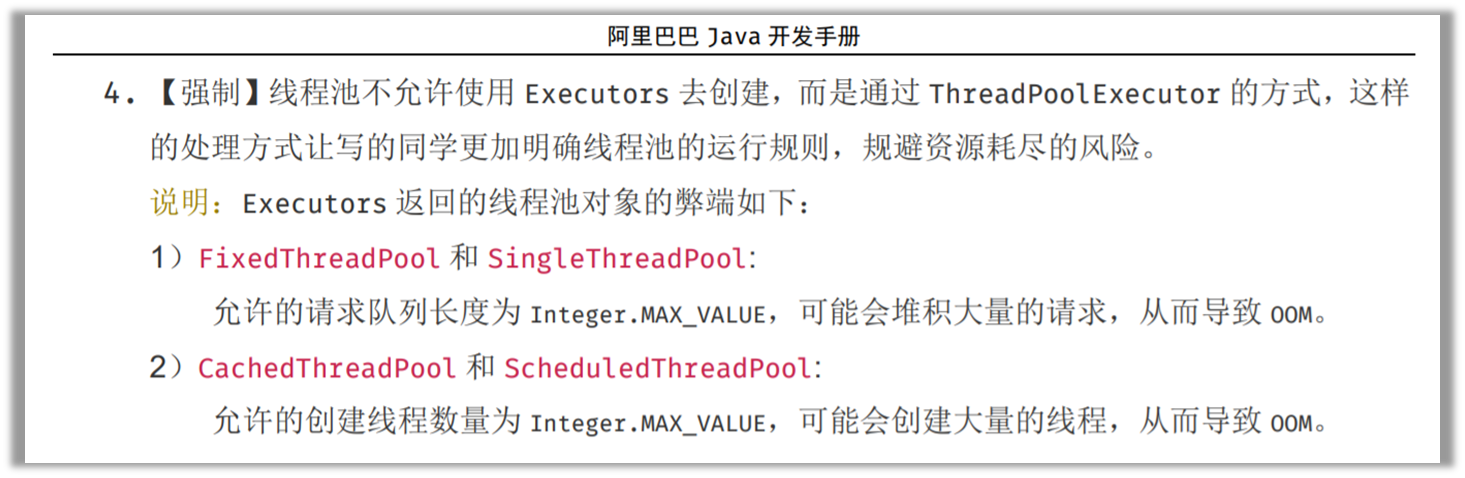 阿里巴巴 Java 开发手册
4. 【强制】线程池不允许使用 Executors 去创建，而是通过 ThreadPoolExecutor 的方式，这样
的处理方式让写的同学更加明确线程池的运行规则，规避资源耗尽的风险。
说明：Executors 返回的线程池对象的弊端如下：
1）FixedThreadPool 和 SingleThreadPool:
允许的请求队列长度为 Integer.MAX_VALUE，可能会堆积大量的请求，从而导致 OOM。
2）CachedThreadPool 和 ScheduledThreadPool:
允许的创建线程数量为 Integer.MAX_VALUE，可能会创建大量的线程，从而导致 OOM。